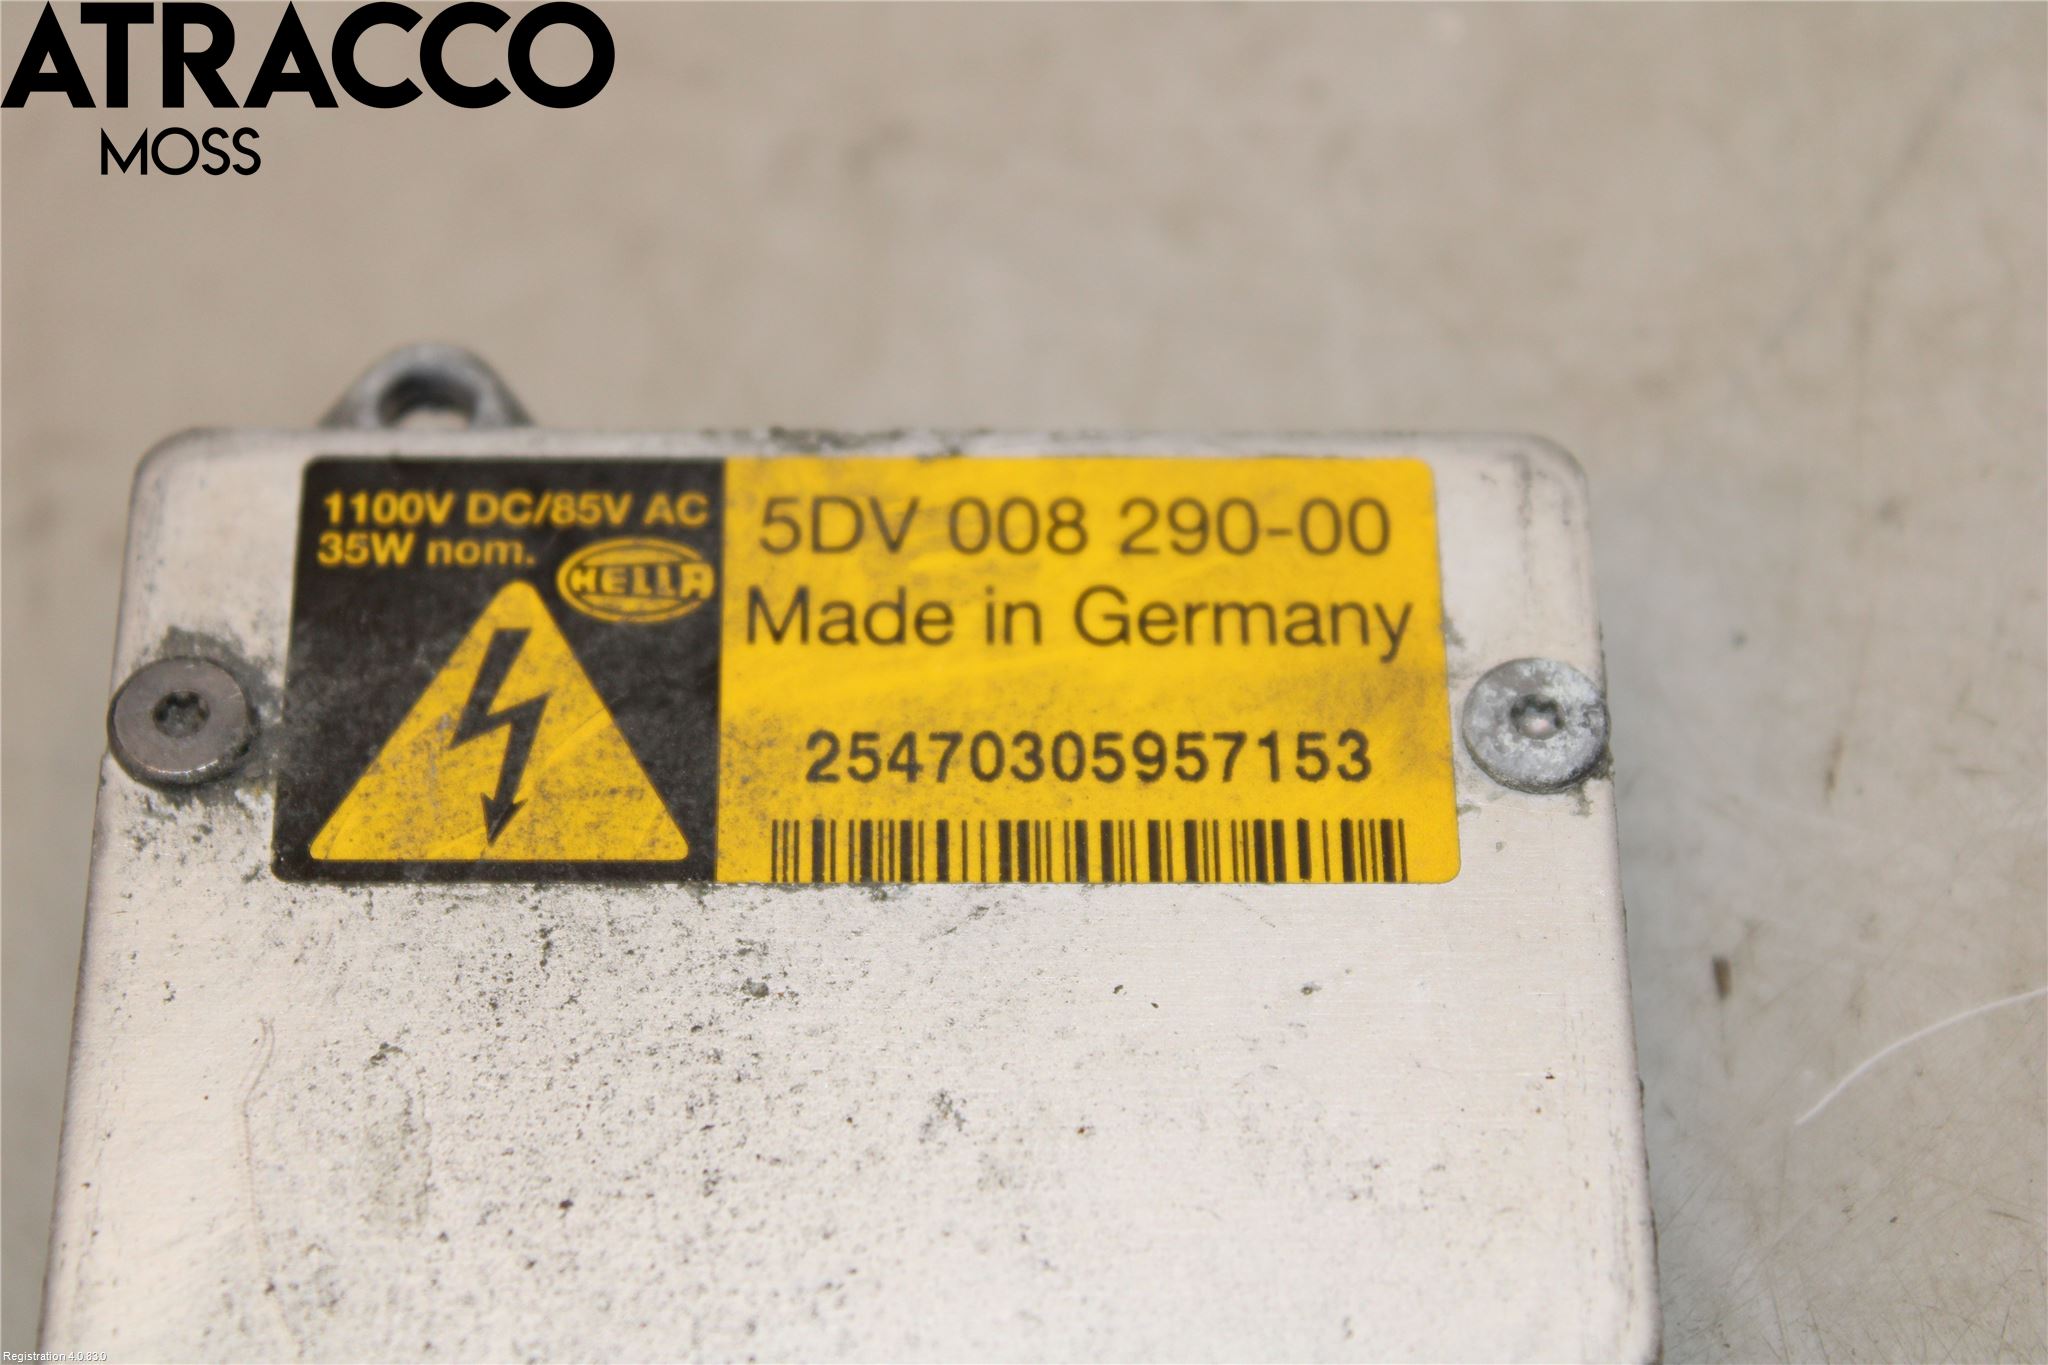 ATRACCO
MOSS
1100V DC/85V AC
35W nom.
HELLA
5DV 008 290-00
Made in Germany
25470305957153
Registration 4.0.83.0